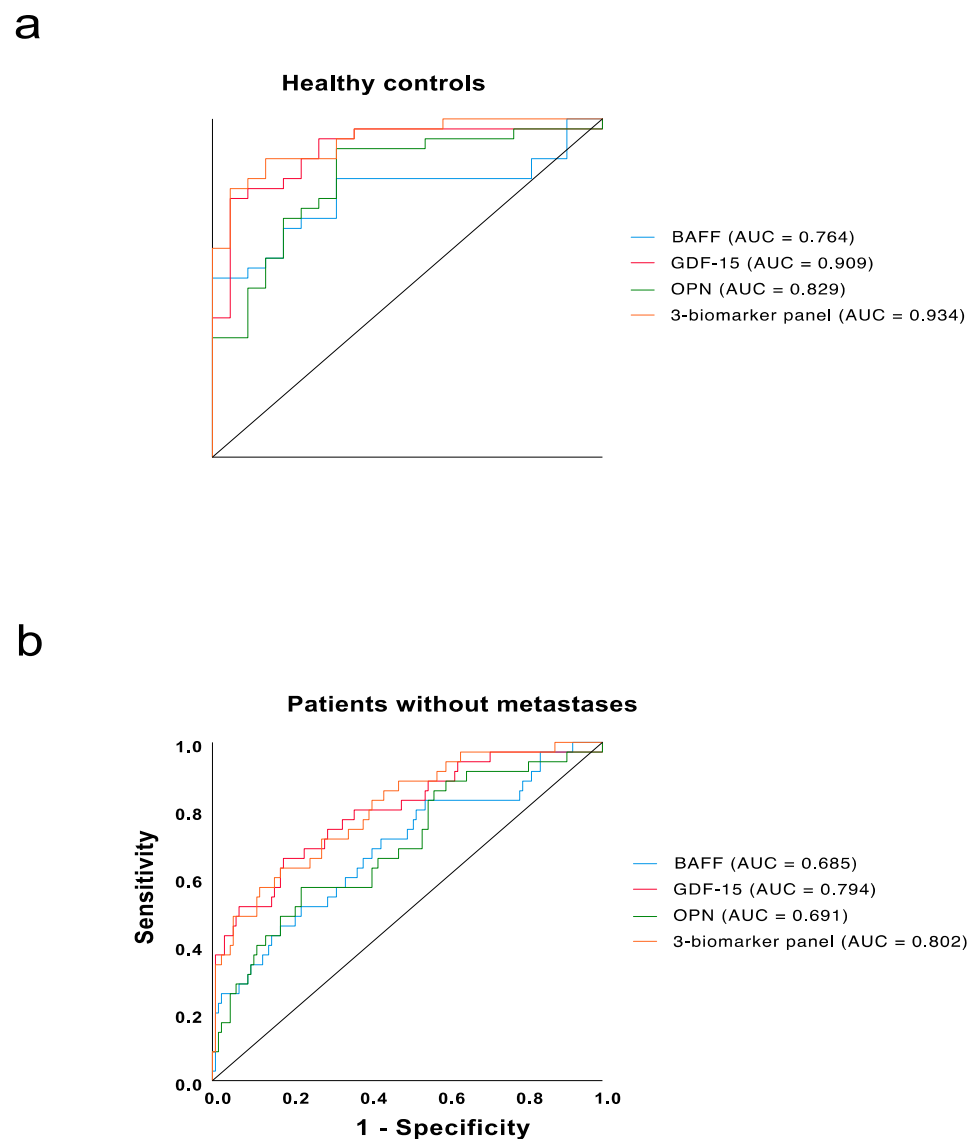 a
Healthy controls
BAFF (AUC = 0.764)
GDF-15 (AUC = 0.909)
OPN (AUC = 0.829)
3-biomarker panel (AUC = 0.934)
b
Patients without metastases
1.0
0.8
0.6
0.4
0.2
0.0
Sensitivity
0.0 0.2 0.4 0.6 0.8 1.0
1 - Specificity
BAFF (AUC = 0.685)
GDF-15 (AUC = 0.794)
OPN (AUC = 0.691)
3-biomarker panel (AUC = 0.802)